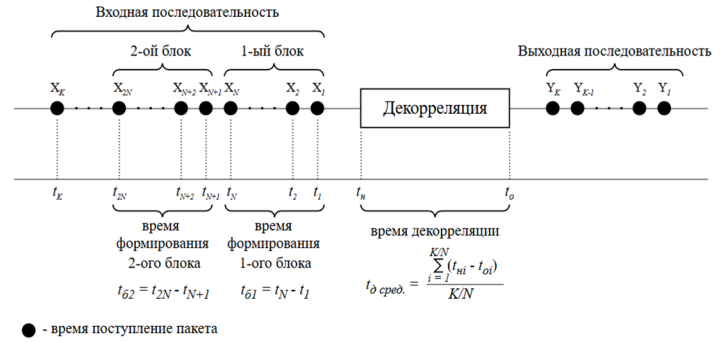 Входная последовательность
2-ой блок 1-ый блок Выходная последовательность
X_K X_2N X_N+2 X_N+1 X_N X_2 X_1 Y_K Y_K-1 Y_2 Y_1
Декорреляция
t_K t_2N t_N+2 t_N+1 t_N t_2 t_1 t_н t_о
время формирования 2-ого блока
время формирования 1-ого блока
время декорреляции
t_б2 = t_2N - t_N+1
t_б1 = t_N - t_1
t_д сред. = \frac{\sum_{i = 1}^{K/N} (t_нi - t_оi)}{K/N}
- время поступление пакета